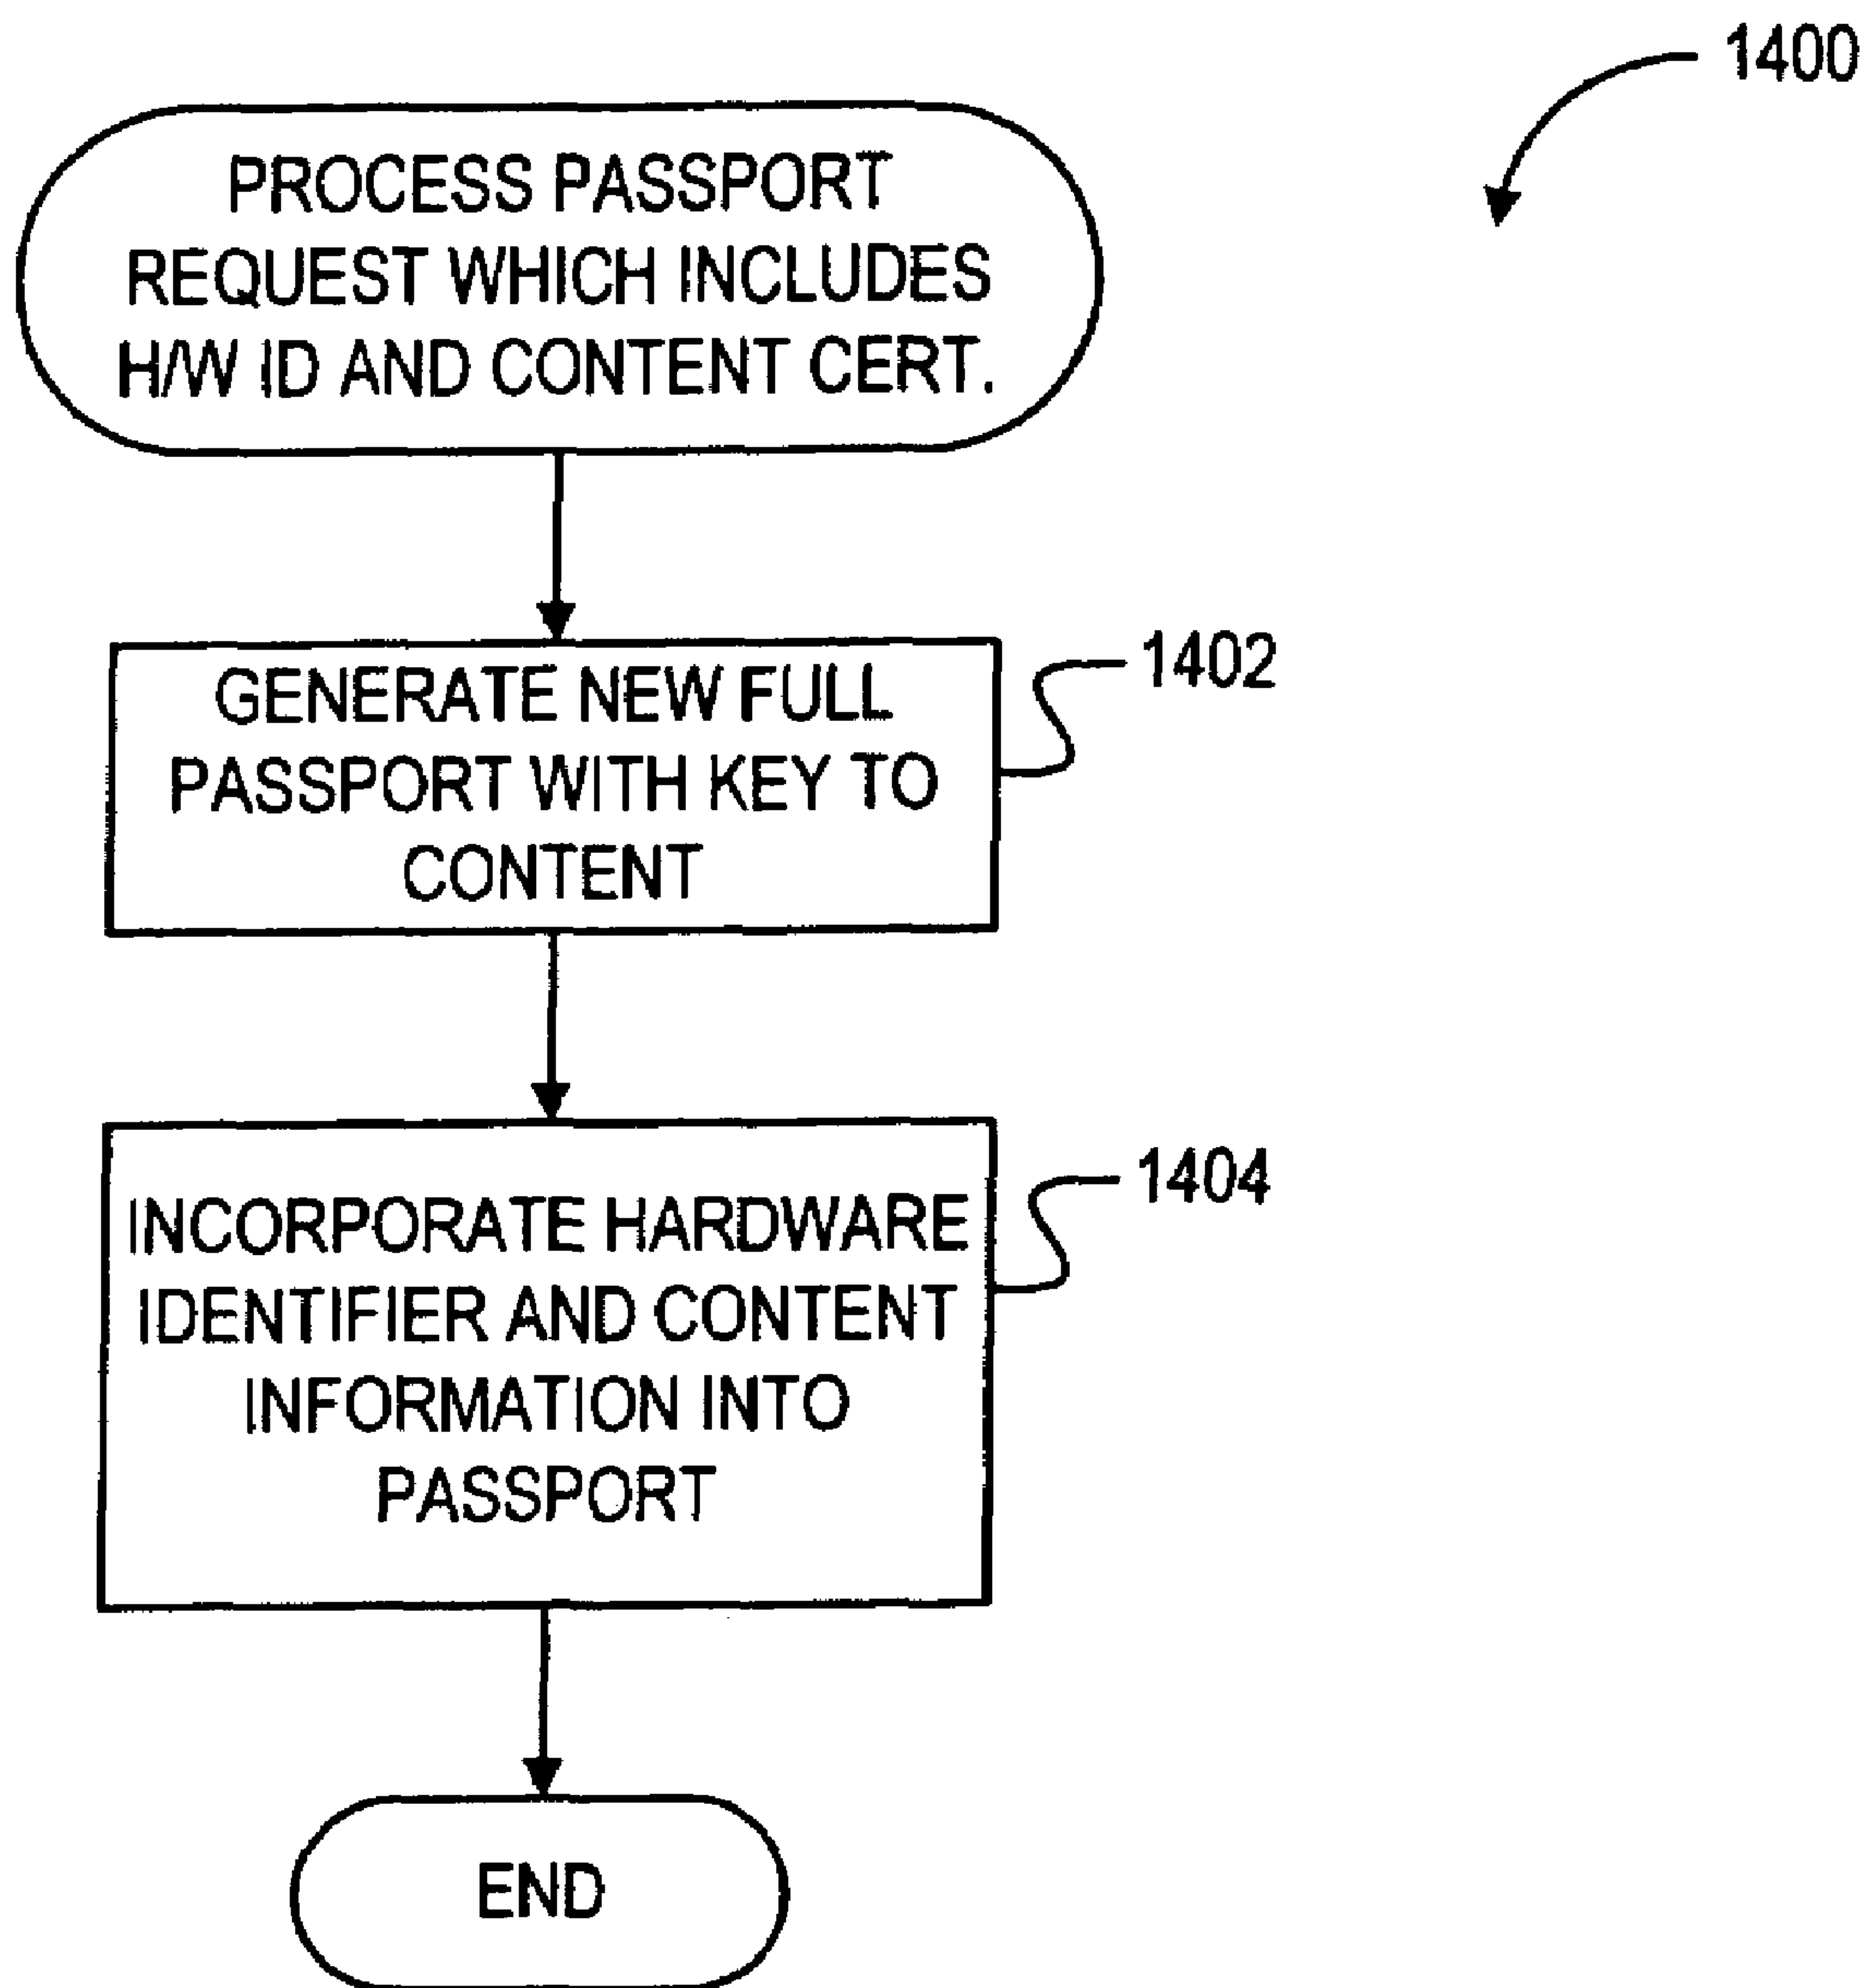 1400
PROCESS PASSPORT
REQUEST WHICH INCLUDES
H/W ID AND CONTENT CERT.
1402
GENERATE NEW FULL
PASSPORT WITH KEY TO
CONTENT
1404
INCORPORATE HARDWARE
IDENTIFIER AND CONTENT
INFORMATION INTO
PASSPORT
END